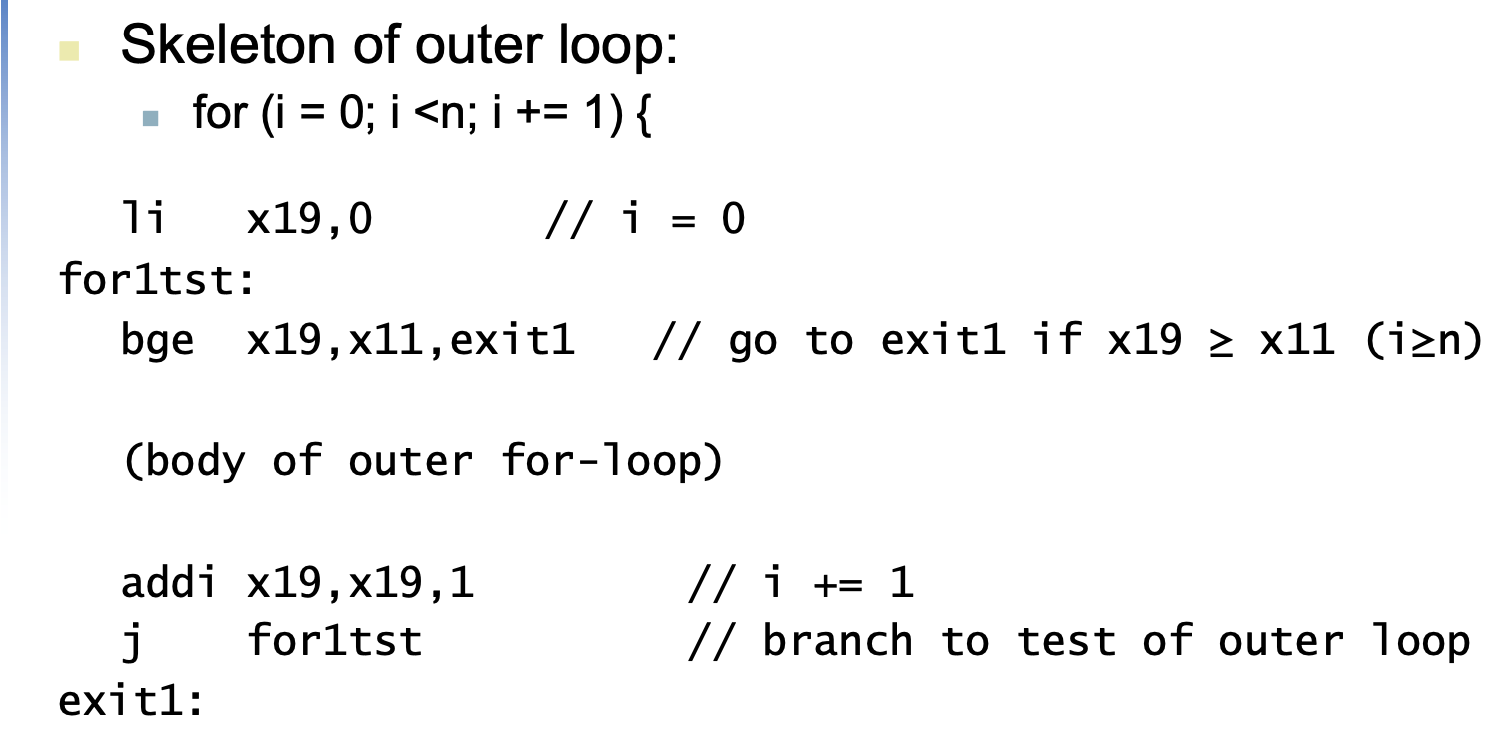 Skeleton of outer loop:
for (i = 0; i <n; i += 1) {
li x19,0 // i = 0
for1tst:
bge x19,x11,exit1 // go to exit1 if x19 ≥ x11 (i≥n)
(body of outer for-loop)
addi x19,x19,1 // i += 1
j for1tst // branch to test of outer loop
exit1: